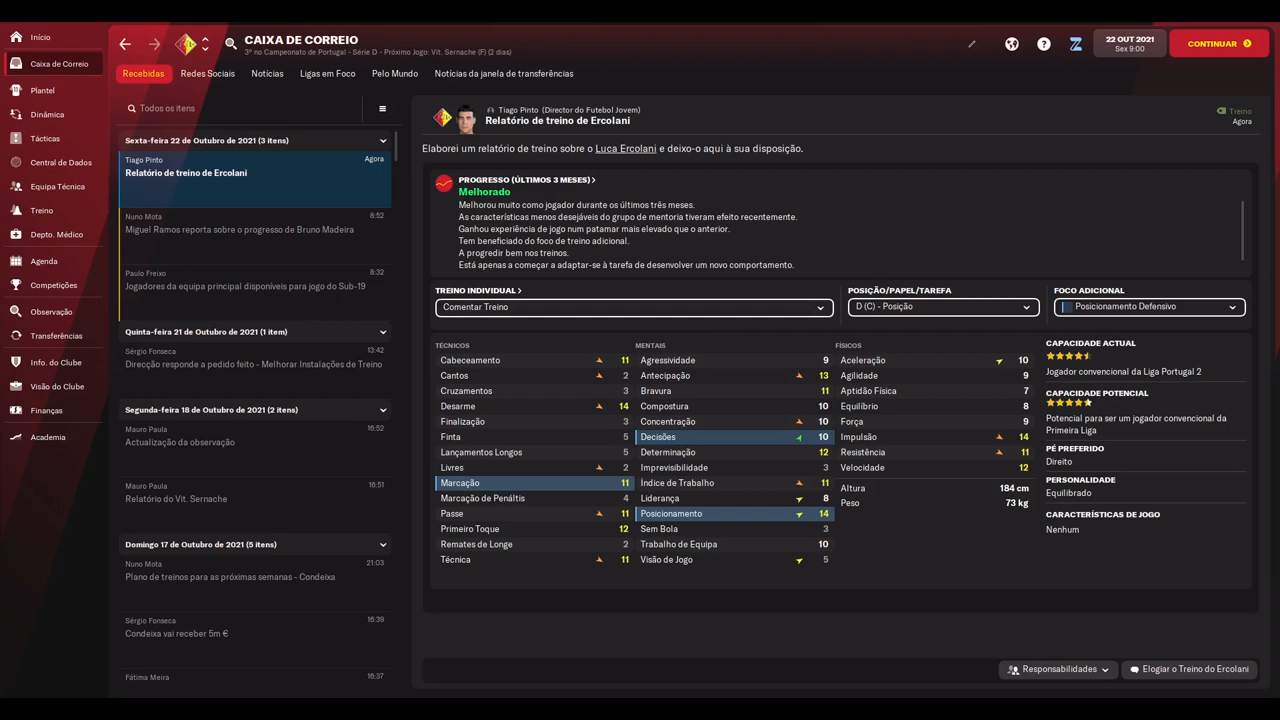 Início
Caixa de Correio
Plantel
Dinâmica
Tácticas
Central de Dados
Equipa Técnica
Treino
Depto. Médico
Agenda
Competições
Observação
Transferências
Info. do Clube
Visão do Clube
Finanças
Academia
CAIXA DE CORREIO
3º no Campeonato de Portugal - Série D - Próximo Jogo: Vit. Sernache (F) (2 dias)
22 OUT 2021
Sex 9:00
CONTINUAR
Recebidas Redes Sociais Notícias Ligas em Foco Pelo Mundo Notícias da janela de transferências
Todos os itens
Sexta-feira 22 de Outubro de 2021 (3 itens)
Tiago Pinto Agora
Relatório de treino de Ercolani
Nuno Mota 8:52
Miguel Ramos reporta sobre o progresso de Bruno Madeira
Paulo Freixo 8:32
Jogadores da equipa principal disponíveis para jogo do Sub-19
Quinta-feira 21 de Outubro de 2021 (1 item)
Sérgio Fonseca 13:42
Direcção responde a pedido feito - Melhorar Instalações de Treino
Segunda-feira 18 de Outubro de 2021 (2 itens)
Mauro Paula 16:52
Actualização da observação
Mauro Paula 16:51
Relatório do Vit. Sernache
Domingo 17 de Outubro de 2021 (5 itens)
Nuno Mota 21:03
Plano de treinos para as próximas semanas - Condeixa
Sérgio Fonseca 16:39
Condeixa vai receber 5m €
Fátima Meira 16:37
Tiago Pinto (Director do Futebol Jovem)
Relatório de treino de Ercolani
Treino
Agora
Elaborei um relatório de treino sobre o Luca Ercolani e deixo-o aqui à sua disposição.
PROGRESSO (ÚLTIMOS 3 MESES)
Melhorado
Melhorou muito como jogador durante os últimos três meses.
As características menos desejáveis do grupo de mentoria tiveram efeito recentemente.
Ganhou experiência de jogo num patamar mais elevado que o anterior.
Tem beneficiado do foco de treino adicional.
A progredir bem nos treinos.
Está apenas a começar a adaptar-se à tarefa de desenvolver um novo comportamento.
TREINO INDIVIDUAL
Comentar Treino
POSIÇÃO/PAPEL/TAREFA
D (C) - Posição
FOCO ADICIONAL
Posicionamento Defensivo
TÉCNICOS
Cabeceamento 11
Cantos 2
Cruzamentos 3
Desarme 14
Finalização 3
Finta 5
Lançamentos Longos 5
Livres 2
Marcação 11
Marcação de Penáltis 4
Passe 11
Primeiro Toque 12
Remates de Longe 2
Técnica 11
MENTAIS
Agressividade 9
Antecipação 13
Bravura 11
Compostura 10
Concentração 10
Decisões 10
Determinação 12
Imprevisibilidade 3
Índice de Trabalho 11
Liderança 8
Posicionamento 14
Sem Bola 3
Trabalho de Equipa 10
Visão de Jogo 5
FÍSICOS
Aceleração 10
Agilidade 9
Aptidão Física 7
Equilíbrio 8
Força 9
Impulsão 14
Resistência 11
Velocidade 12
Altura 184 cm
Peso 73 kg
CAPACIDADE ACTUAL
Jogador convencional da Liga Portugal 2
CAPACIDADE POTENCIAL
Potencial para ser um jogador convencional da
Primeira Liga
PÉ PREFERIDO
Direito
PERSONALIDADE
Equilibrado
CARACTERÍSTICAS DE JOGO
Nenhum
Responsabilidades
Elogiar o Treino do Ercolani